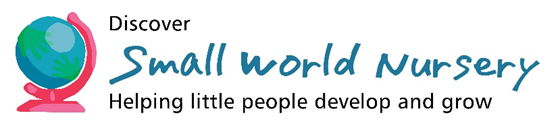 Discover
Small World Nursery
Helping little people develop and grow